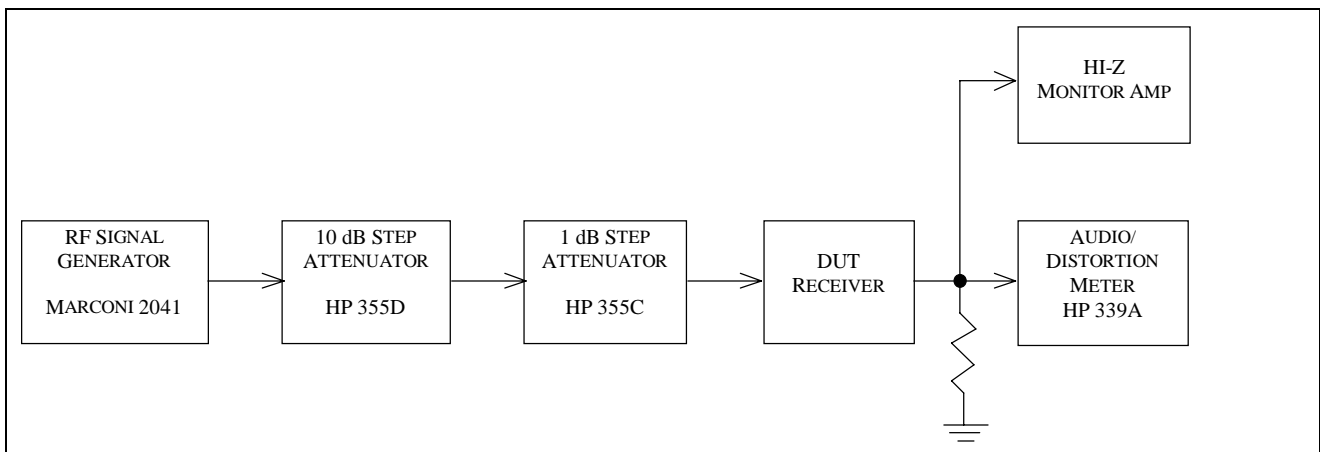 HI-Z
MONITOR AMP
RF SIGNAL
GENERATOR
MARCONI 2041
10 dB STEP
ATTENUATOR
HP 355D
1 dB STEP
ATTENUATOR
HP 355C
DUT
RECEIVER
AUDIO/
DISTORTION
METER
HP 339A